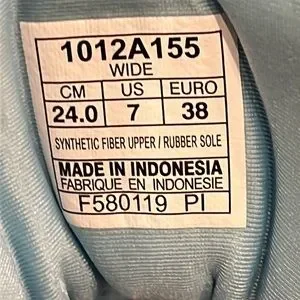 1012A155
WIDE
CM US EURO
24.0 7 38
SYNTHETIC FIBER UPPER / RUBBER SOLE
MADE IN INDONESIA
FABRIQUE EN INDONESIE
F580119 PI